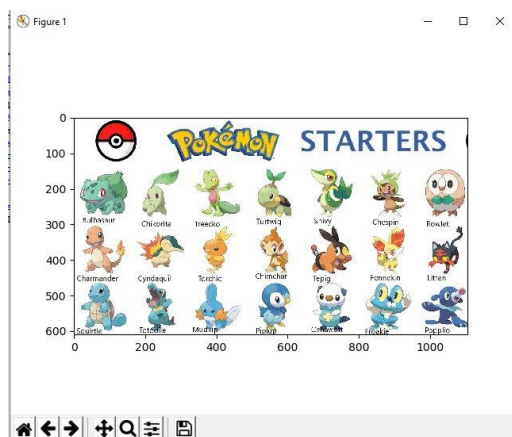 Figure 1
POKéMON STARTERS
0
100
200
300
400
500
600
Bulbasaur Chikorita Treecko Turtwig Snivy Chespin Rowlet
Charmander Cyndaquil Torchic Chimchar Tepig Fennekin Litten
Squirtle Totodile Mudkip Piplup Oshawott Froakie Popplio
0 200 400 600 800 1000